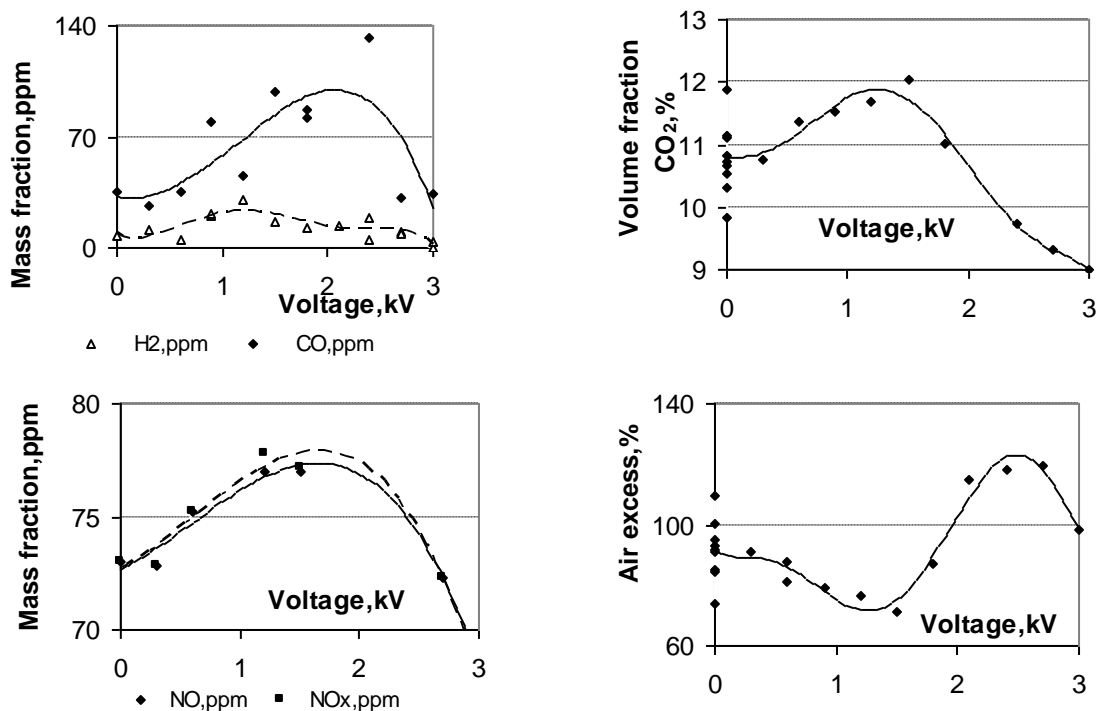 Mass fraction,ppm
140
70
0
0 1 2 3
Voltage,kV
H2,ppm CO,ppm
Volume fraction
CO2,%
13
12
11
10
9
Voltage,kV
0 1 2 3
Mass fraction,ppm
80
75
70
Voltage,kV
0 1 2 3
NO,ppm NOx,ppm
Air excess,%
140
100
60
Voltage,kV
0 1 2 3